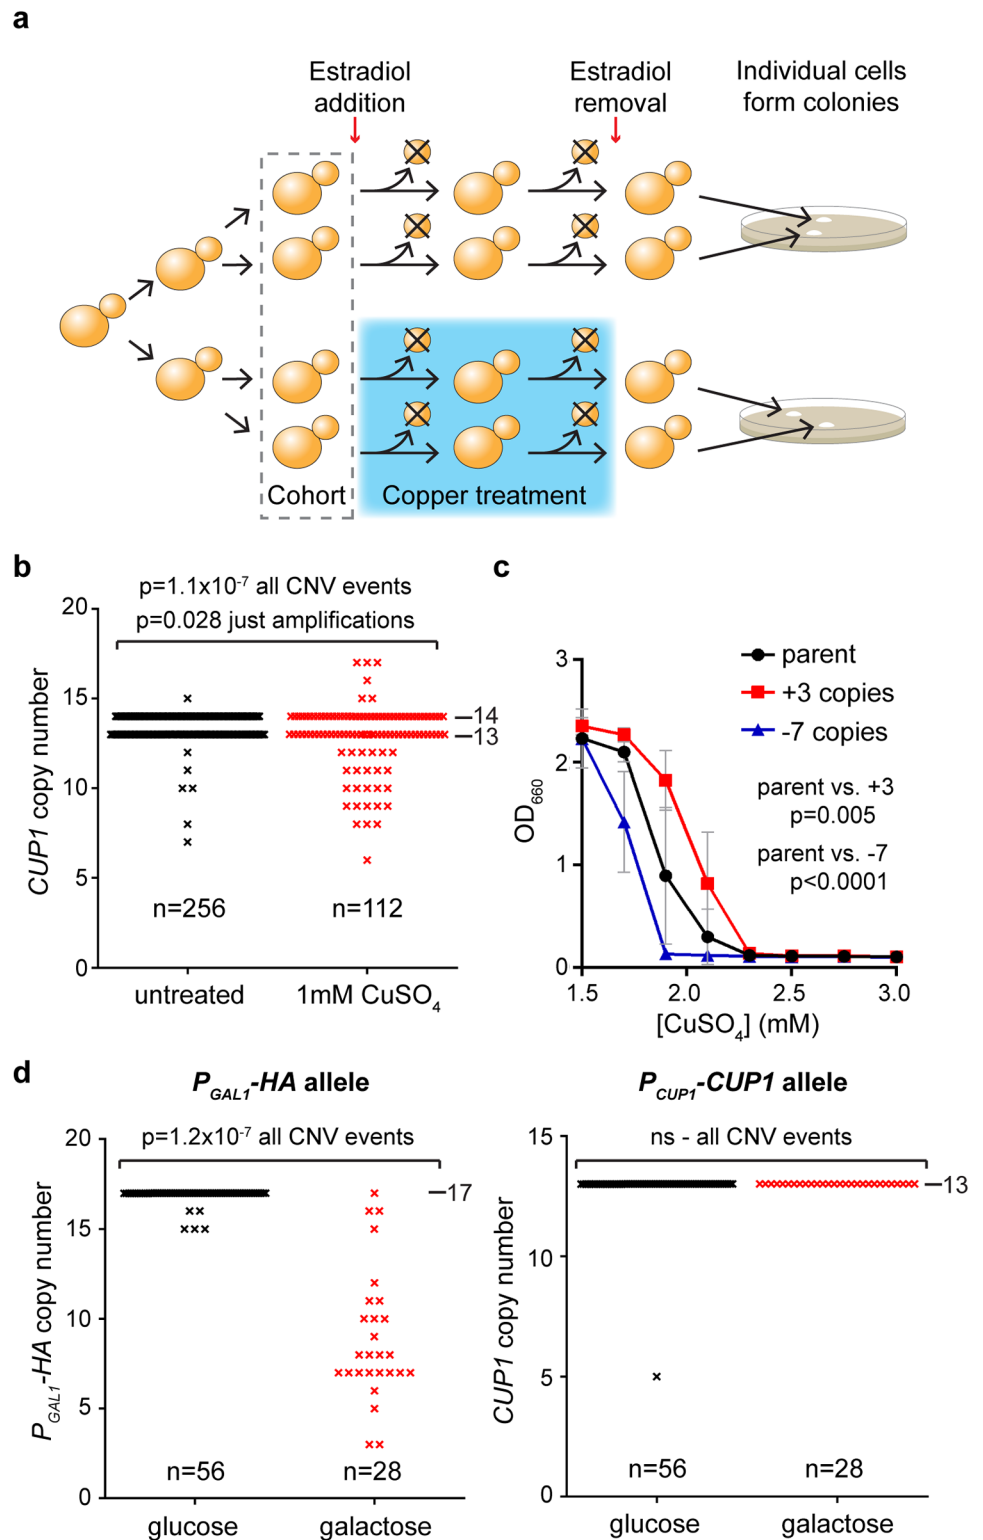 a
Estradiol
addition
Estradiol
removal
Individual cells
form colonies
Cohort
Copper treatment
b
p=1.1x10-7 all CNV events
p=0.028 just amplifications
CUP1 copy number
20
15
10
5
0
14
13
n=256
n=112
untreated
1mM CuSO4
c
parent
+3 copies
-7 copies
OD660
3
2
1
0
parent vs. +3
p=0.005
parent vs. -7
p<0.0001
1.5
2.0
2.5
3.0
[CuSO4] (mM)
d
PGAL1-HA allele
p=1.2x10-7 all CNV events
PGAL1-HA copy number
20
15
10
5
0
17
n=56
n=28
glucose
galactose
PCUP1-CUP1 allele
ns - all CNV events
CUP1 copy number
15
10
5
0
13
n=56
n=28
glucose
galactose